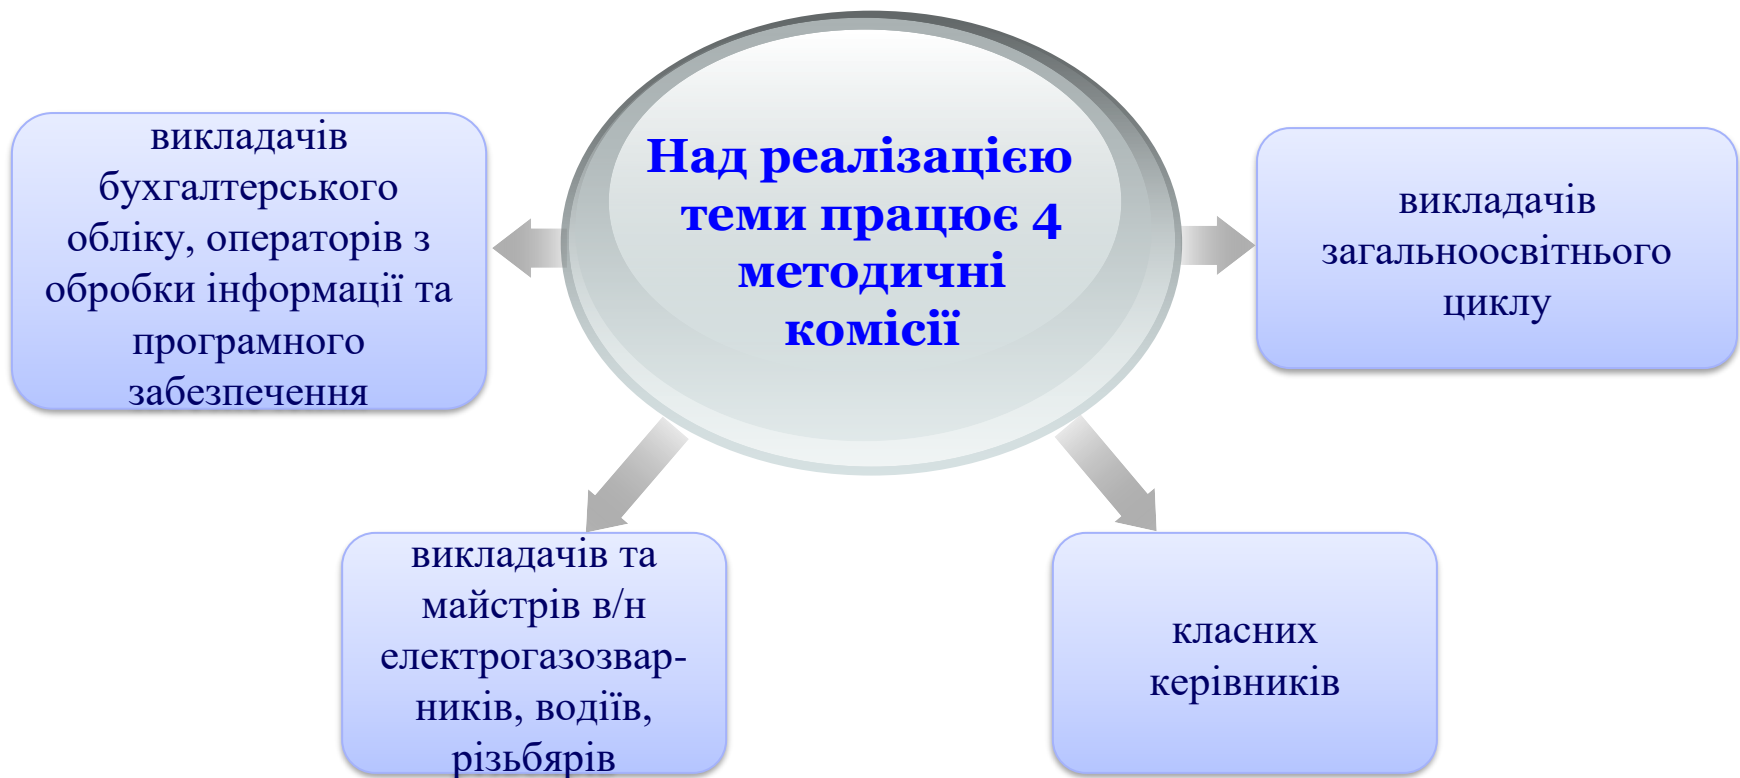 Над реалізацією
теми працює 4
методичні
комісії
викладачів
бухгалтерського
обліку, операторів з
обробки інформації та
програмного
забезпечення
викладачів
загальноосвітнього
циклу
викладачів та
майстрів в/н
електрогазозвар-
ників, водіїв,
різьбярів
класних
керівників